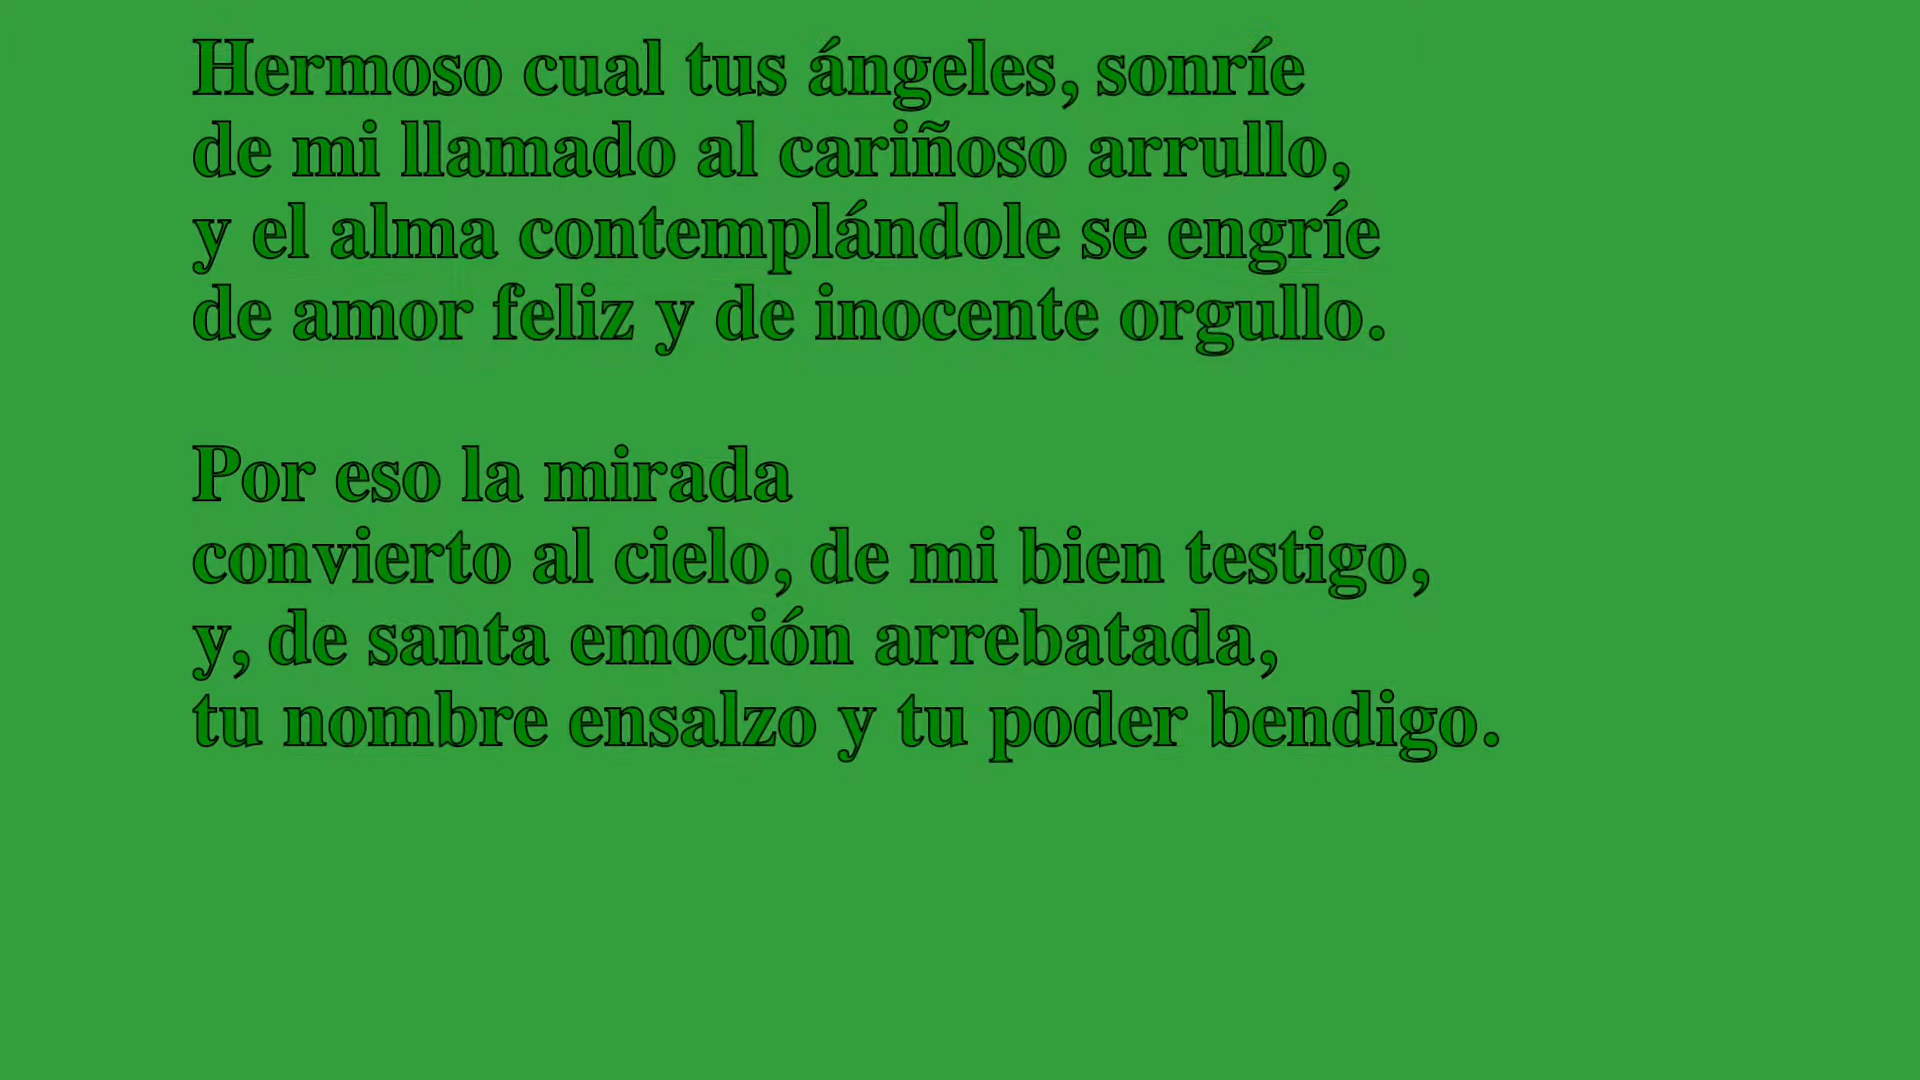 Hermoso cual tus ángeles, sonríe
de mi llamado al cariñoso arrullo,
y el alma contemplándole se engríe
de amor feliz y de inocente orgullo.

Por eso la mirada
convierto al cielo, de mi bien testigo,
y, de santa emoción arrebatada,
tu nombre ensalzo y tu poder bendigo.